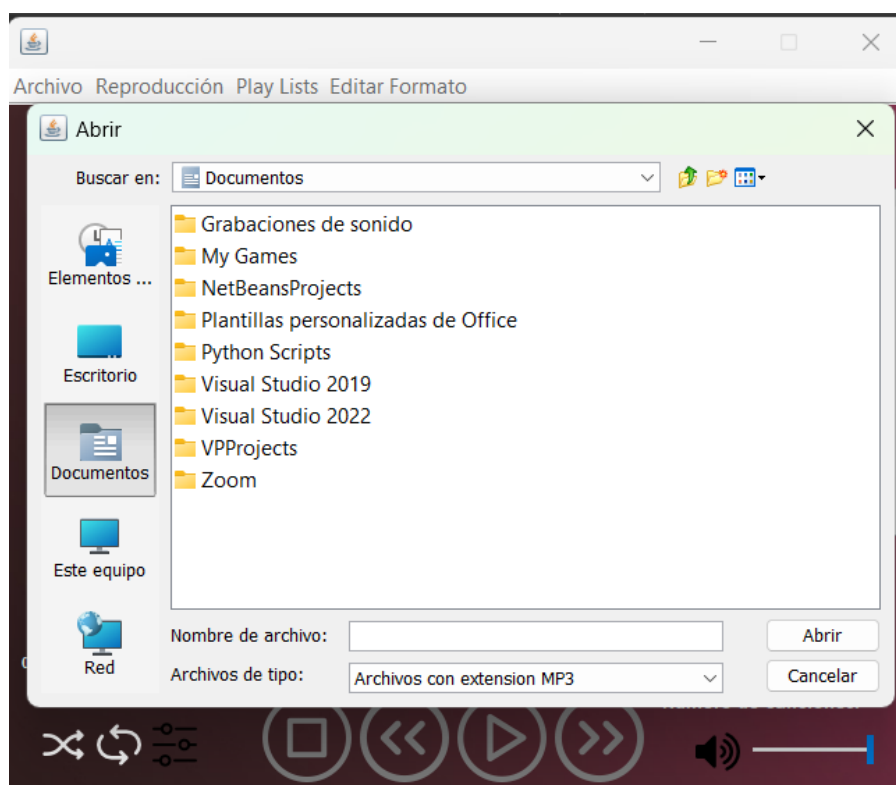 Archivo Reproducción Play Lists Editar Formato
Abrir
Buscar en: Documentos
Elementos ...
Escritorio
Documentos
Este equipo
Red
Grabaciones de sonido
My Games
NetBeansProjects
Plantillas personalizadas de Office
Python Scripts
Visual Studio 2019
Visual Studio 2022
VPProjects
Zoom
Nombre de archivo:
Abrir
Archivos de tipo: Archivos con extension MP3
Cancelar